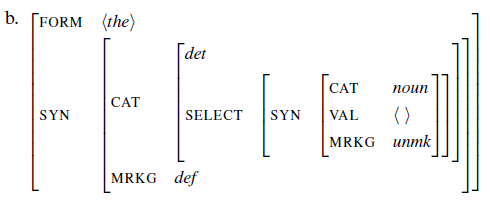 b.
FORM ⟨the⟩
det
CAT noun
CAT
SYN SELECT SYN VAL ⟨ ⟩
MRKG unmk
MRKG def